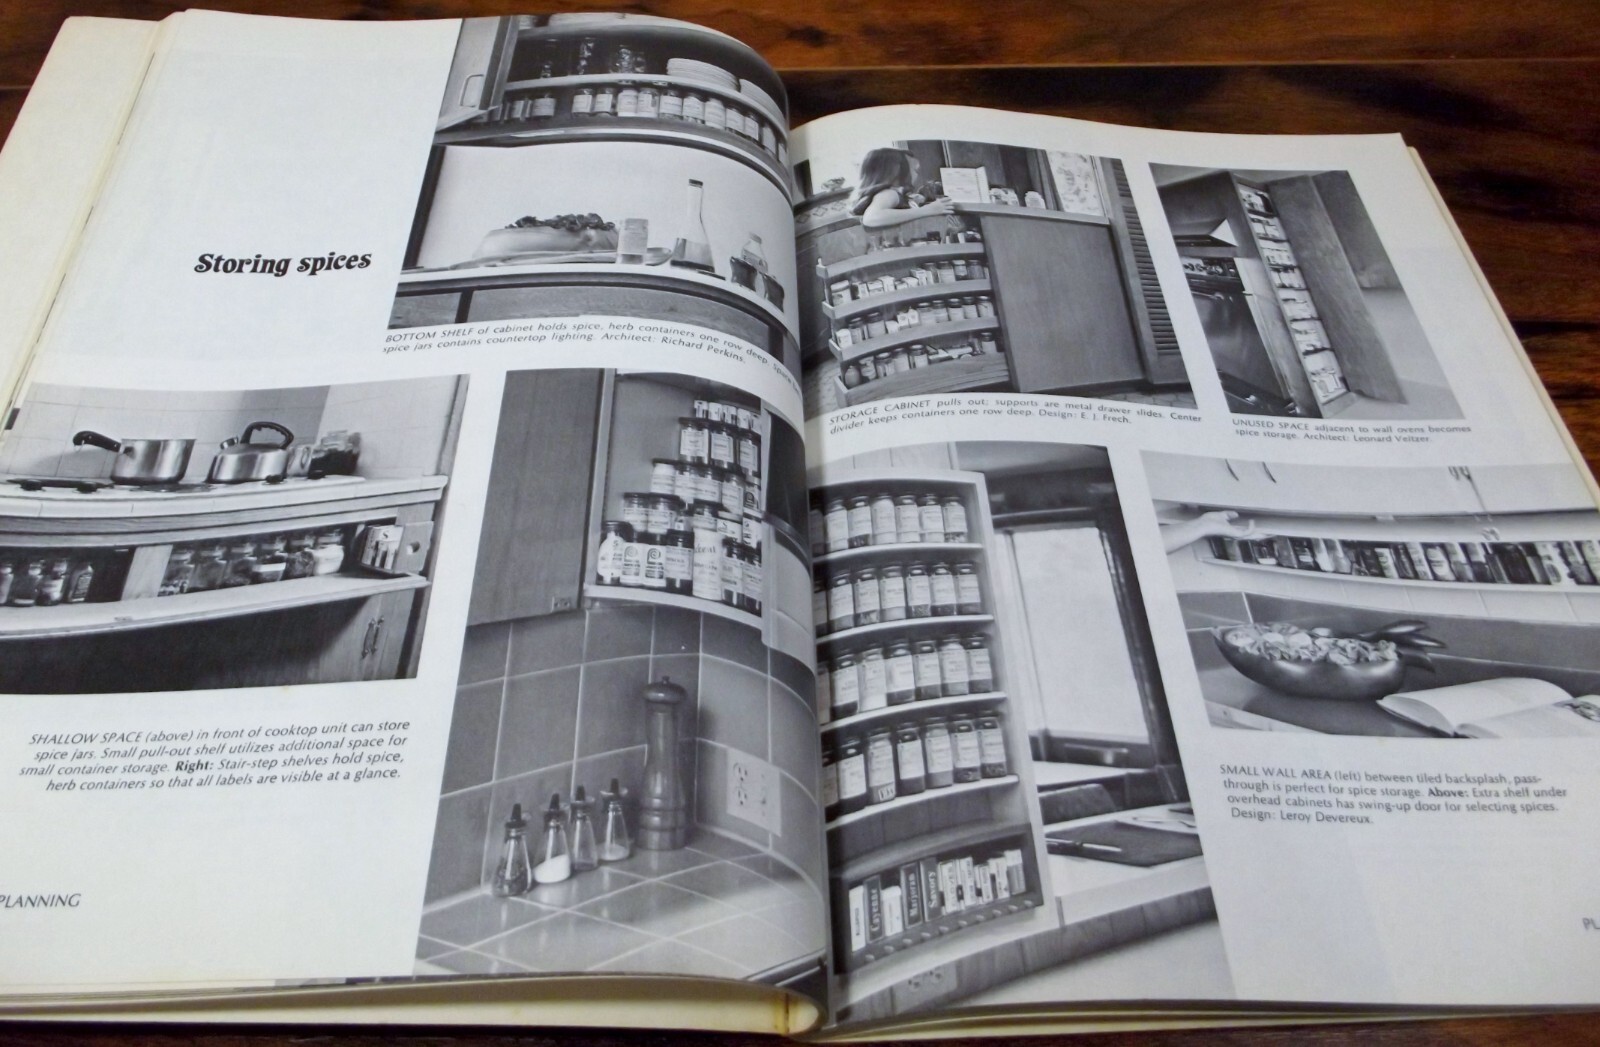 Storing spices
BOTTOM SHELF of cabinet holds spice, herb containers one row deep. Space
spice jars contains countertop lighting. Architect: Richard Perkins.
SHALLOW SPACE (above) in front of cooktop unit can store
spice jars. Small pull-out shelf utilizes additional space for
small container storage. Right: Stair-step shelves hold spice,
herb containers so that all labels are visible at a glance.
PLANNING
STORAGE CABINET pulls out; supports are metal drawer slides. Center
divider keeps containers one row deep. Design: E. J. Frech.
UNUSED SPACE adjacent to wall ovens becomes
spice storage. Architect: Leonard Veitzer.
Cayenne
Marjoram
Savory
SMALL WALL AREA (left) between tiled backsplash, pass-
through is perfect for spice storage. Above: Extra shelf under
overhead cabinets has swing-up door for selecting spices.
Design: Leroy Devereux.
PL